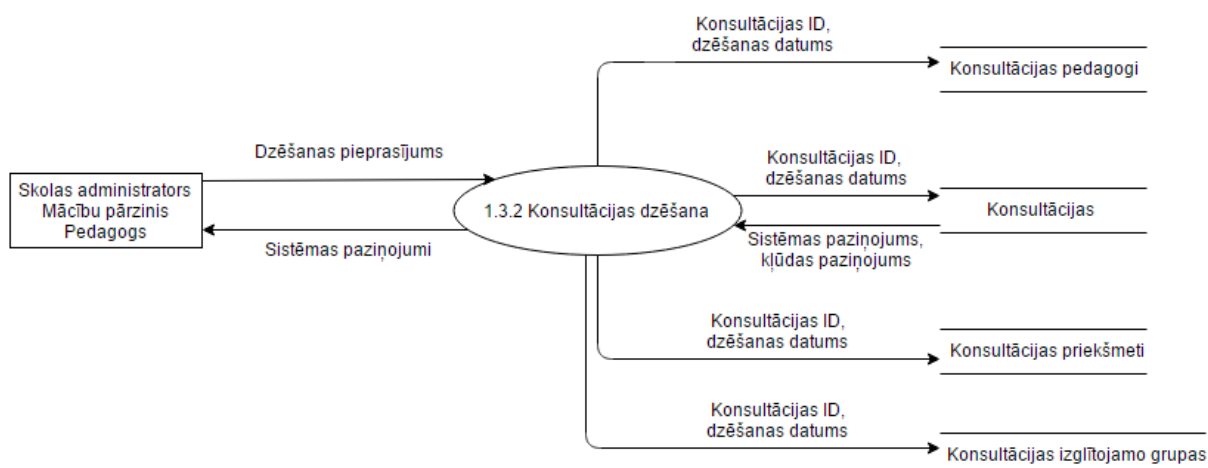 Konsultācijas ID,
dzēšanas datums
Konsultācijas pedagogi
Dzēšanas pieprasījums
Konsultācijas ID,
dzēšanas datums
Skolas administrators
Mācību pārzinis
Pedagogs
1.3.2 Konsultācijas dzēšana
Konsultācijas
Sistēmas paziņojumi
Sistēmas paziņojums,
kļūdas paziņojums
Konsultācijas ID,
dzēšanas datums
Konsultācijas priekšmeti
Konsultācijas ID,
dzēšanas datums
Konsultācijas izglītojamo grupas